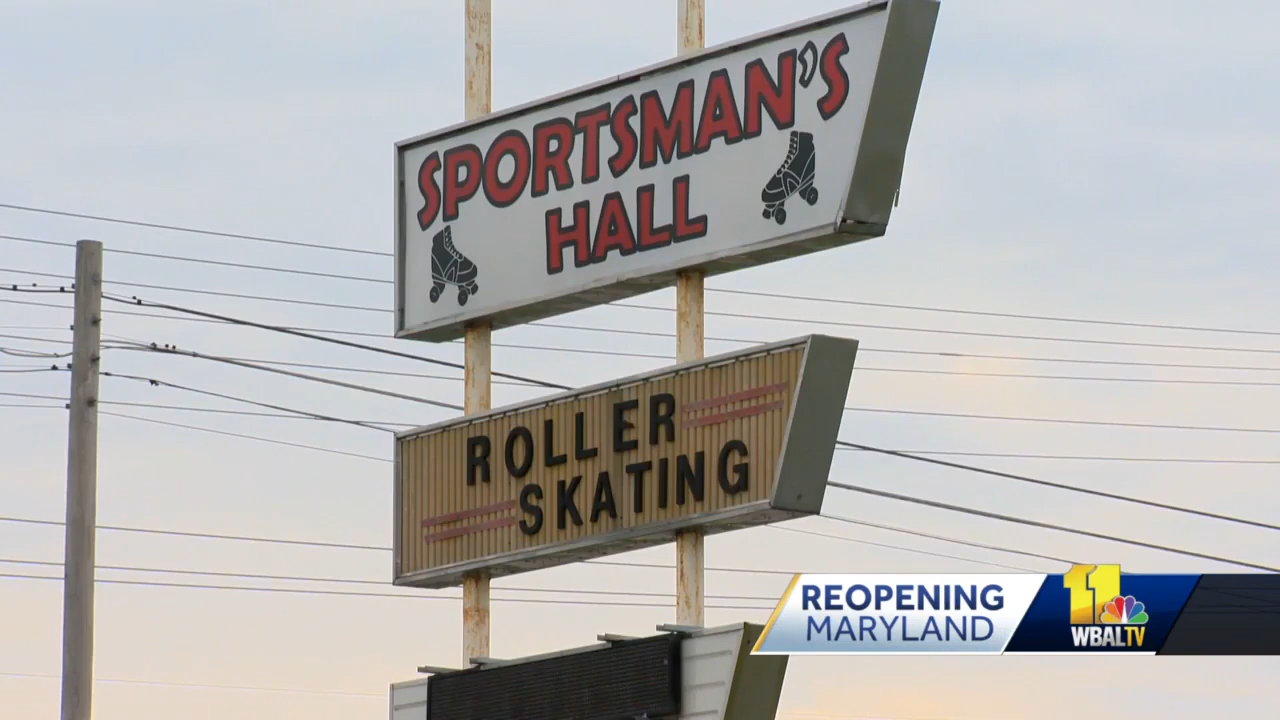 SPORTSMAN'S
HALL
ROLLER
SKATING
REOPENING
MARYLAND
11
WBALTV